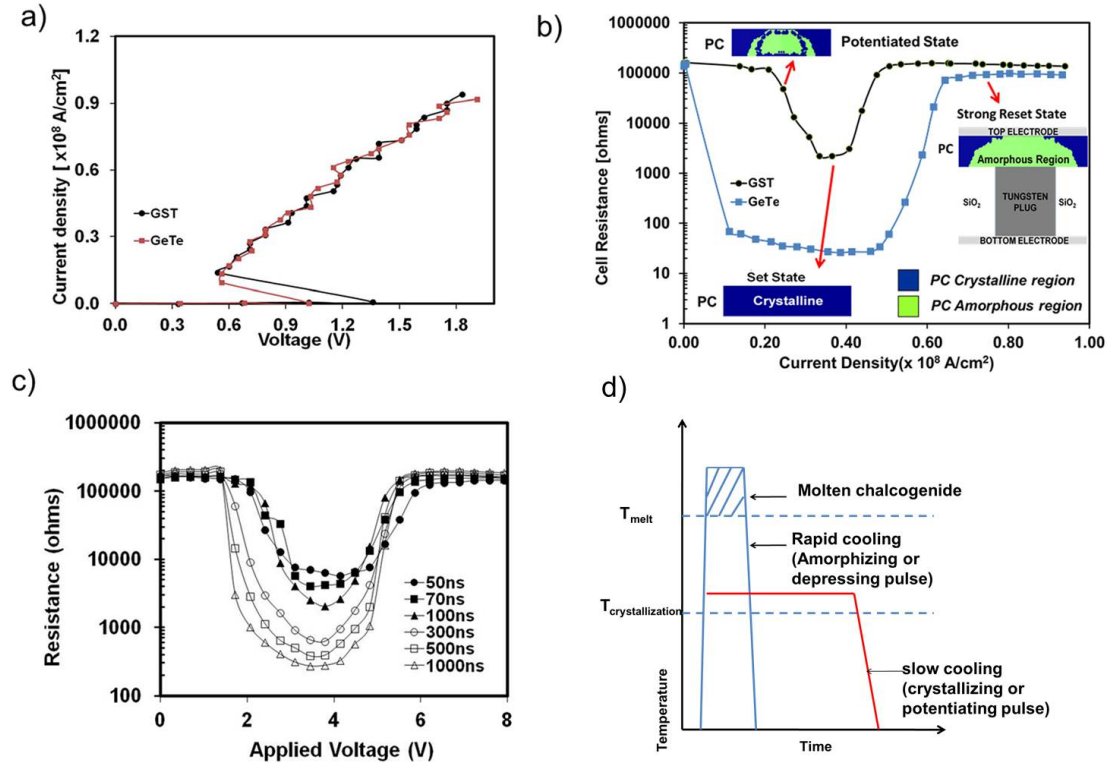 a)
Current density [ x10⁸ A/cm²]
1.2
0.9
0.6
0.3
0.0
GST
GeTe
0.0 0.3 0.6 0.9 1.2 1.5 1.8
Voltage (V)
b)
Cell Resistance [ohms]
1000000
100000
10000
1000
100
10
1
PC
Potentiated State
Strong Reset State
TOP ELECTRODE
PC
Amorphous Region
GST
GeTe
SiO₂
TUNGSTEN
PLUG
SiO₂
BOTTOM ELECTRODE
Set State
PC
Crystalline
PC Crystalline region
PC Amorphous region
0.00 0.20 0.40 0.60 0.80 1.00
Current Density(x 10⁸ A/cm²)
c)
Resistance (ohms)
1000000
100000
10000
1000
100
50ns
70ns
100ns
300ns
500ns
1000ns
0 2 4 6 8
Applied Voltage (V)
d)
Molten chalcogenide
Tmelt
Rapid cooling
(Amorphizing or
depressing pulse)
Tcrystallization
slow cooling
(crystallizing or
potentiating pulse)
Temperature
Time